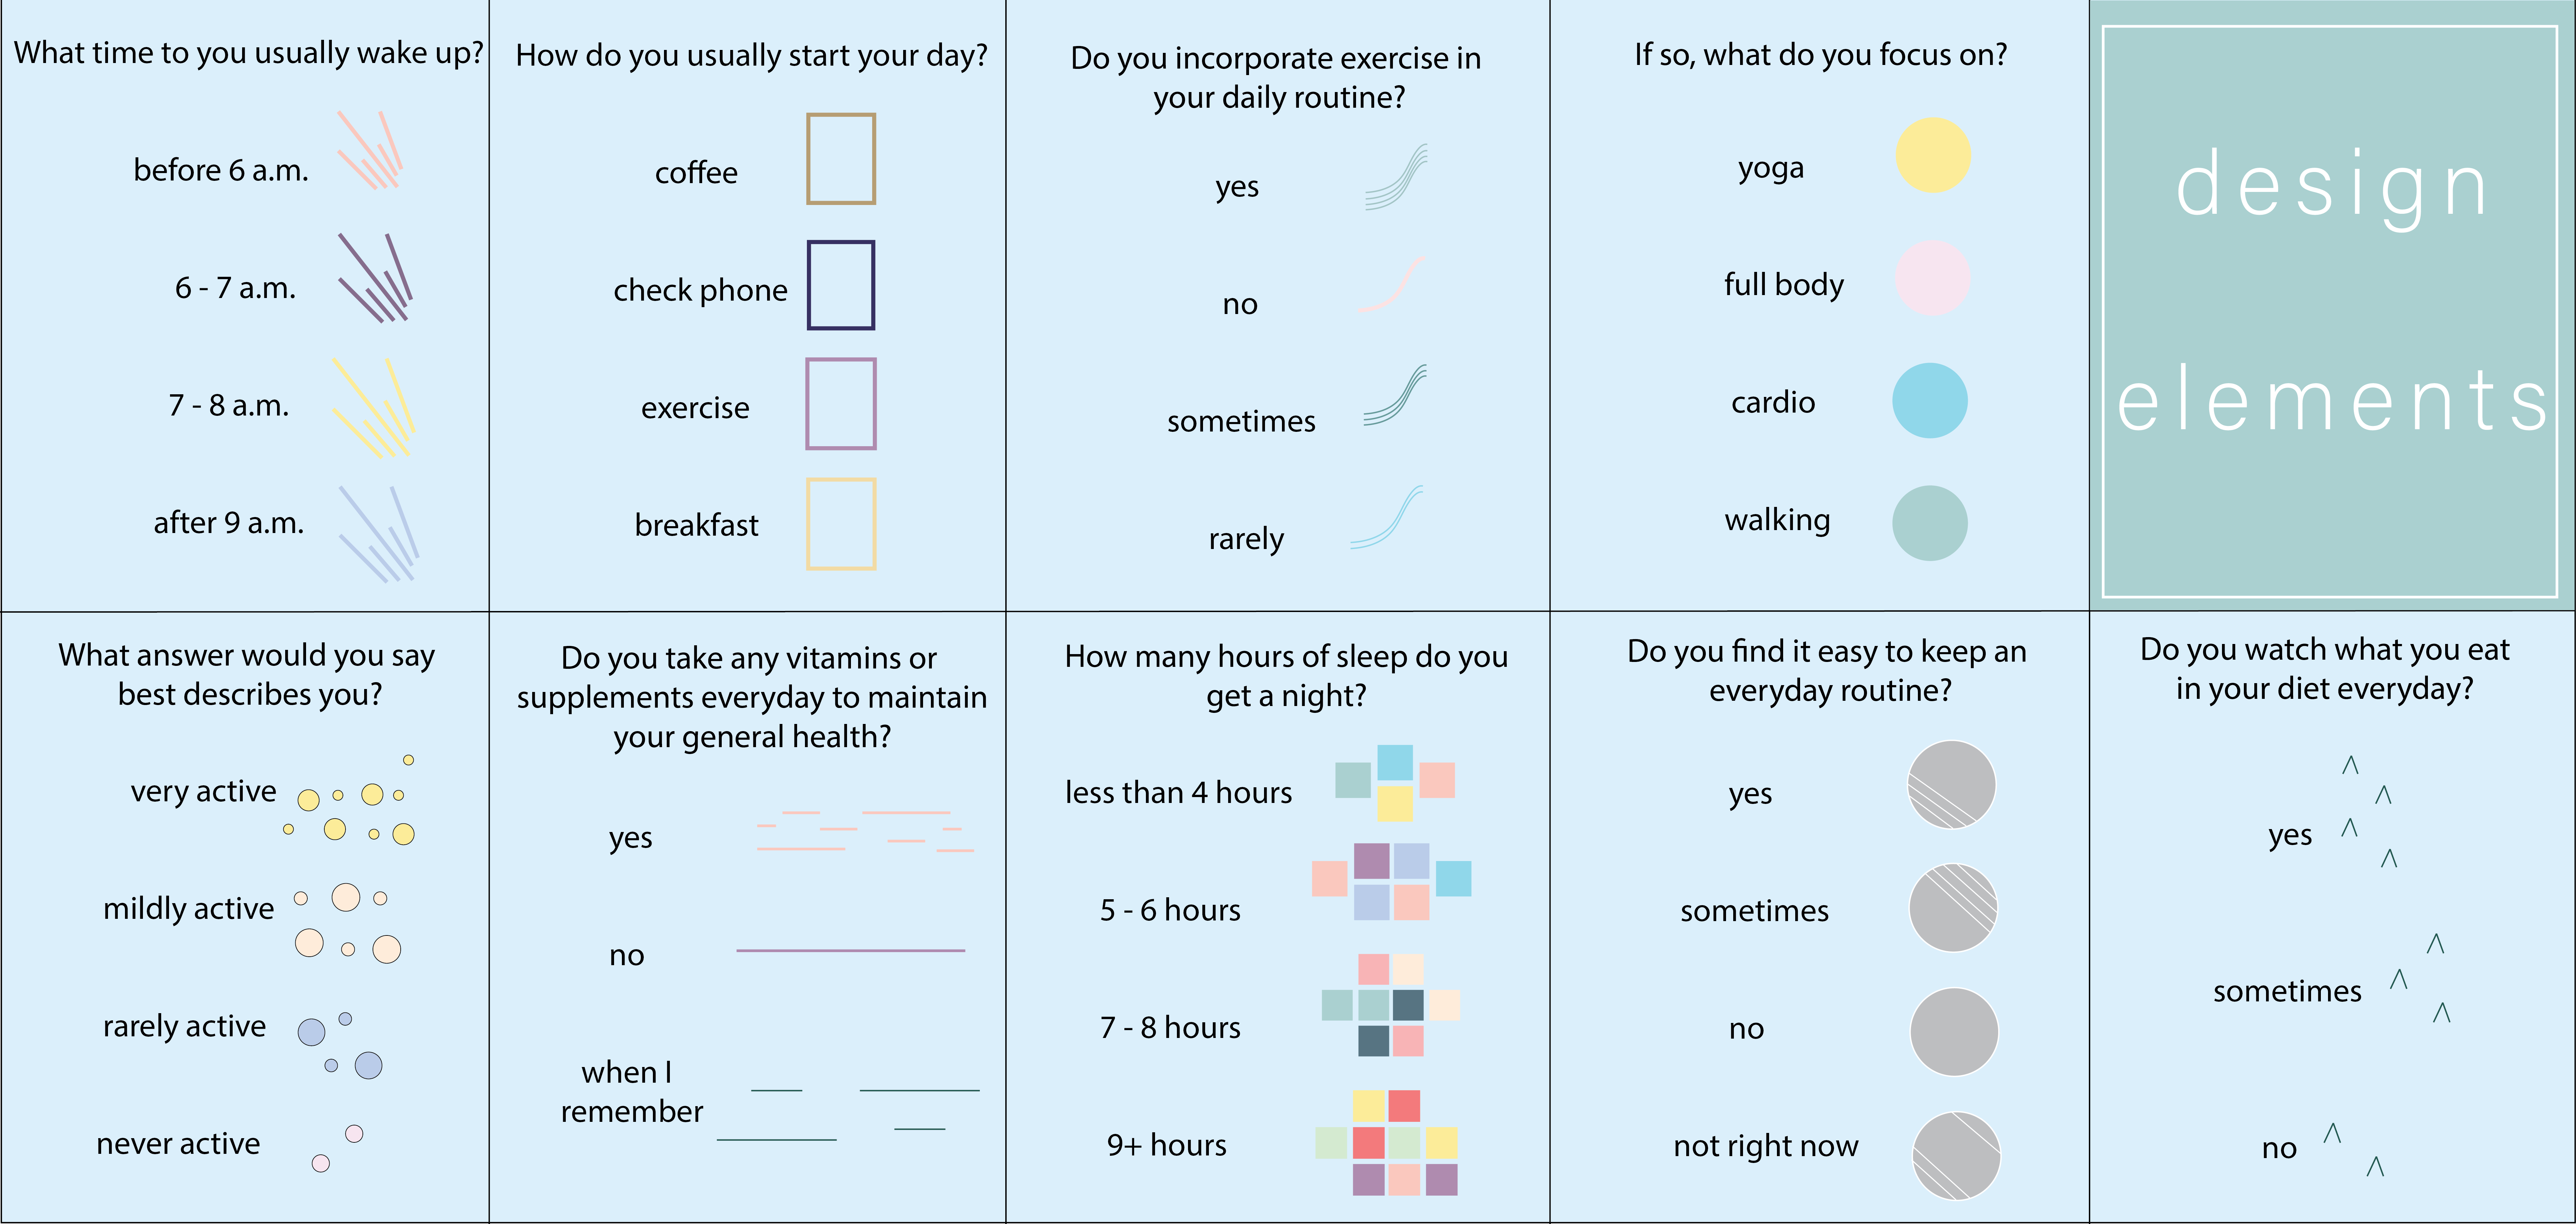 What time to you usually wake up?
before 6 a.m.
6 - 7 a.m.
7 - 8 a.m.
after 9 a.m.
How do you usually start your day?
coffee
check phone
exercise
breakfast
Do you incorporate exercise in
your daily routine?
yes
no
sometimes
rarely
If so, what do you focus on?
yoga
full body
cardio
walking
design
elements
What answer would you say
best describes you?
very active
mildly active
rarely active
never active
Do you take any vitamins or
supplements everyday to maintain
your general health?
yes
no
when I
remember
How many hours of sleep do you
get a night?
less than 4 hours
5 - 6 hours
7 - 8 hours
9+ hours
Do you find it easy to keep an
everyday routine?
yes
sometimes
no
not right now
Do you watch what you eat
in your diet everyday?
yes
sometimes
no